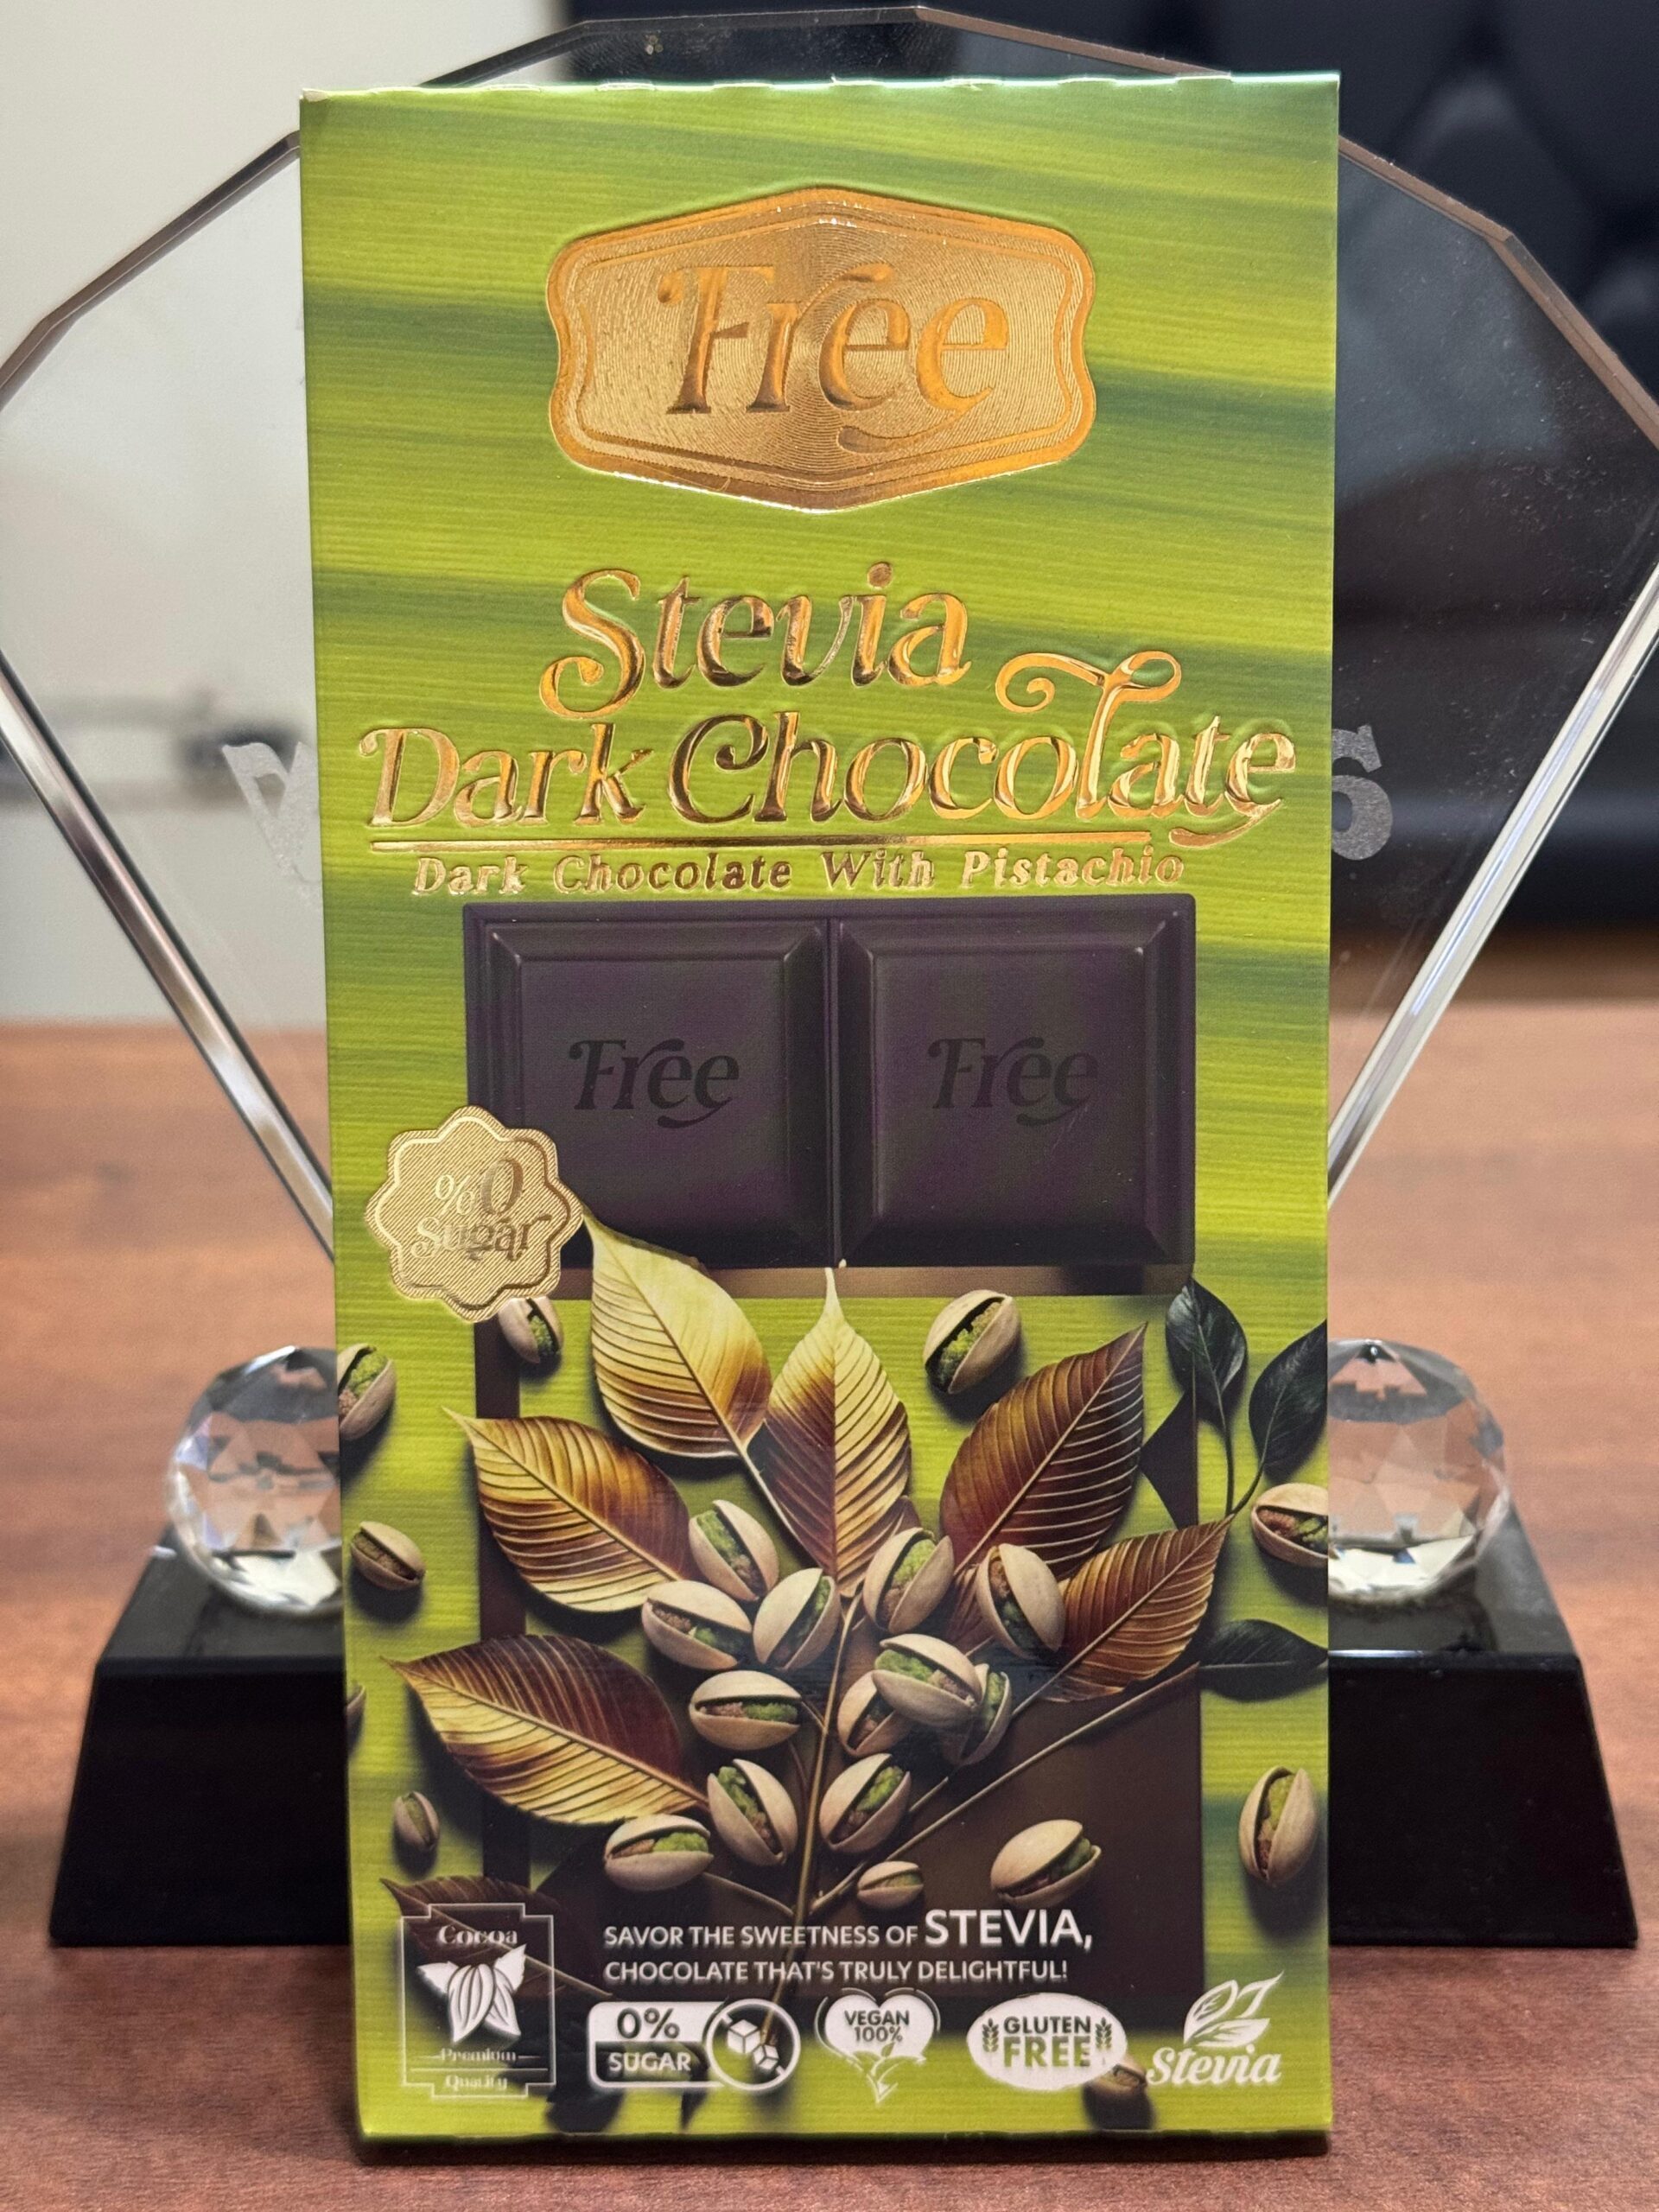 Free
Stevia
Dark Chocolate
Dark Chocolate With Pistachio
Free Free
%0
Sugar
Cocoa
Premium
Quality
SAVOR THE SWEETNESS OF STEVIA,
CHOCOLATE THAT'S TRULY DELIGHTFUL!
0%
SUGAR
VEGAN
100%
GLUTEN
FREE
Stevia